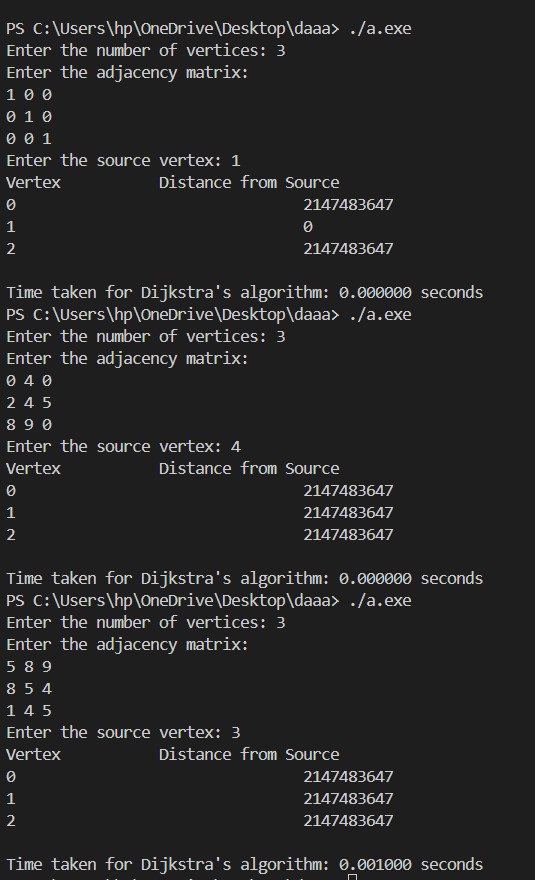 PS C:\Users\hp\OneDrive\Desktop\daaa> ./a.exe
Enter the number of vertices: 3
Enter the adjacency matrix:
1 0 0
0 1 0
0 0 1
Enter the source vertex: 1
Vertex Distance from Source
0 2147483647
1 0
2 2147483647
Time taken for Dijkstra's algorithm: 0.000000 seconds
PS C:\Users\hp\OneDrive\Desktop\daaa> ./a.exe
Enter the number of vertices: 3
Enter the adjacency matrix:
0 4 0
2 4 5
8 9 0
Enter the source vertex: 4
Vertex Distance from Source
0 2147483647
1 2147483647
2 2147483647
Time taken for Dijkstra's algorithm: 0.000000 seconds
PS C:\Users\hp\OneDrive\Desktop\daaa> ./a.exe
Enter the number of vertices: 3
Enter the adjacency matrix:
5 8 9
8 5 4
1 4 5
Enter the source vertex: 3
Vertex Distance from Source
0 2147483647
1 2147483647
2 2147483647
Time taken for Dijkstra's algorithm: 0.001000 seconds